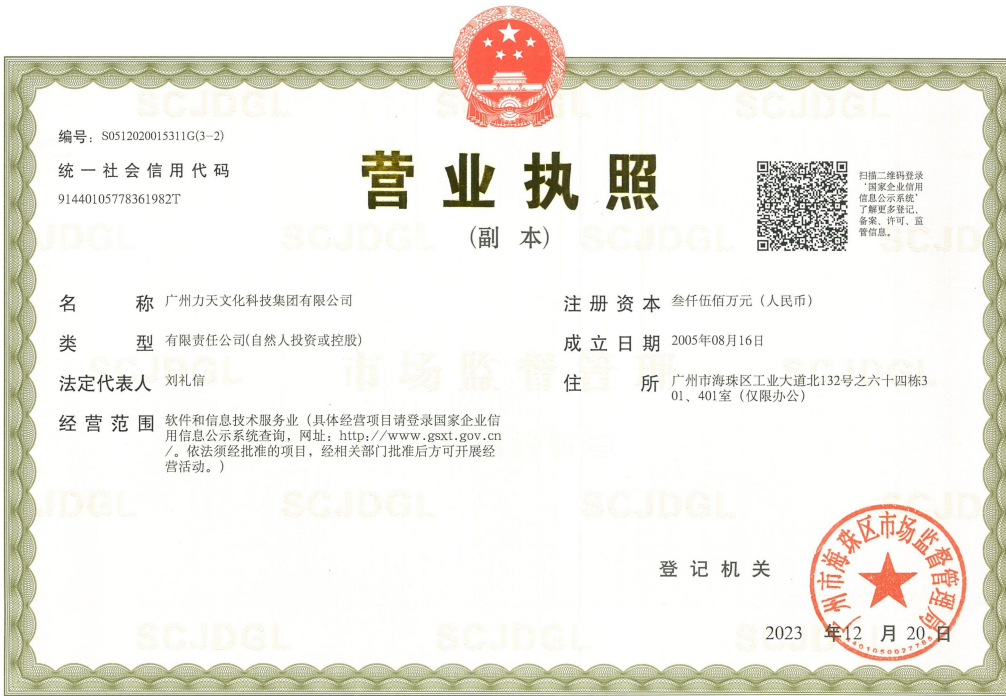 编号：S0512020015311G(3-2)
统一社会信用代码
91440105778361982T
营业执照
(副 本)
扫描二维码登录
‘国家企业信用
信息公示系统’
了解更多登记、
备案、许可、监
管信息。
名 称 广州力天文化科技集团有限公司
注册资本 叁仟伍佰万元（人民币）
类 型 有限责任公司(自然人投资或控股)
成立日期 2005年08月16日
法定代表人 刘礼信
住 所 广州市海珠区工业大道北132号之六十四栋3
01、401室（仅限办公）
经营范围 软件和信息技术服务业（具体经营项目请登录国家企业信
用信息公示系统查询，网址：http://www.gsxt.gov.cn
/。依法须经批准的项目，经相关部门批准后方可开展经
营活动。）
登记机关
广州市海珠区市场监督管理局
2023 年12 月 20 日
SCJDGL
市场监督管理